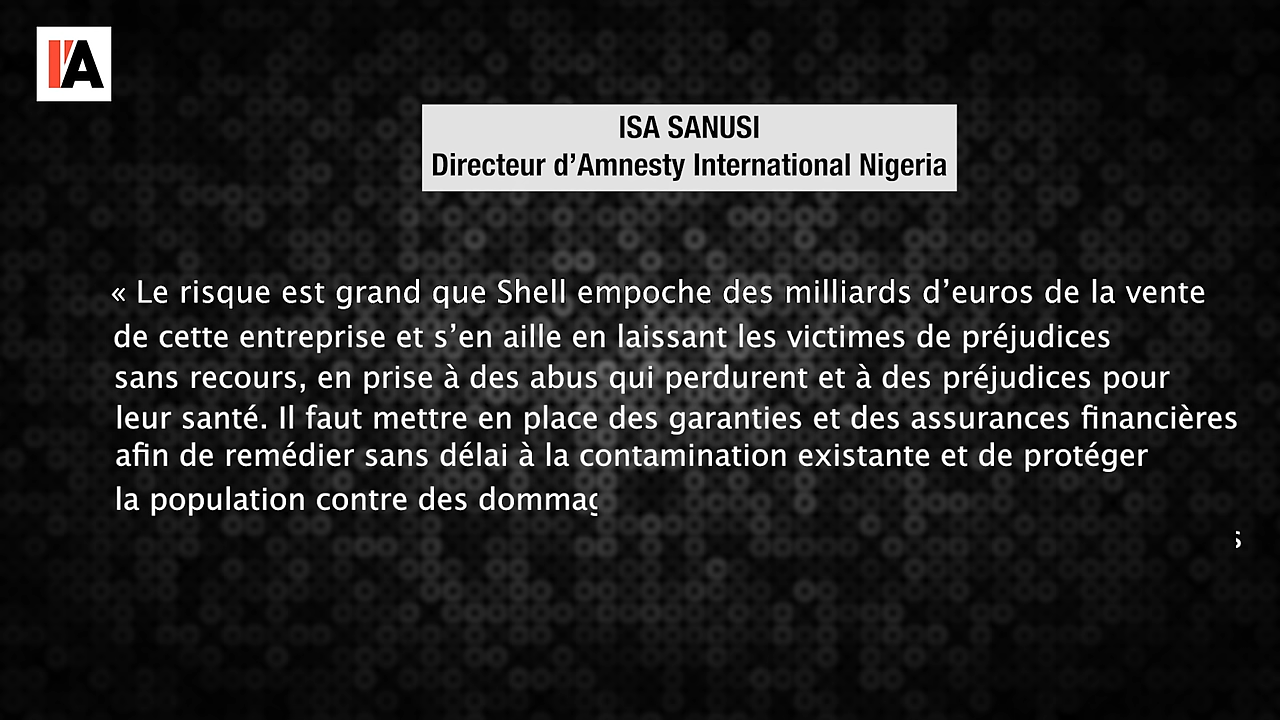 I'A
ISA SANUSI
Directeur d’Amnesty International Nigeria
« Le risque est grand que Shell empoche des milliards d’euros de la vente
de cette entreprise et s’en aille en laissant les victimes de préjudices
sans recours, en prise à des abus qui perdurent et à des préjudices pour
leur santé. Il faut mettre en place des garanties et des assurances financières
afin de remédier sans délai à la contamination existante et de protéger
la population contre des